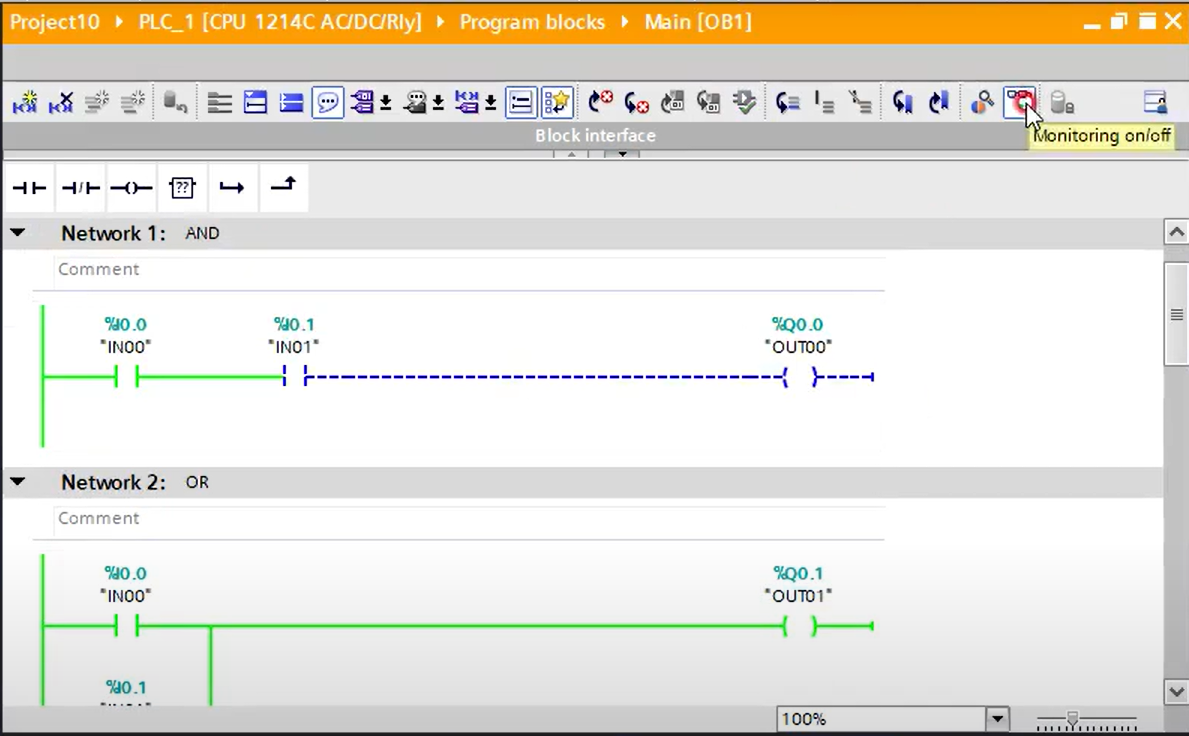 Project10 ▸ PLC_1 [CPU 1214C AC/DC/Rly] ▸ Program blocks ▸ Main [OB1]
Block interface
Monitoring on/off
??
Network 1: AND
Comment
%I0.0 %I0.1 %Q0.0
"IN00" "IN01" "OUT00"
Network 2: OR
Comment
%I0.0 %Q0.1
"IN00" "OUT01"
%I0.1
100%